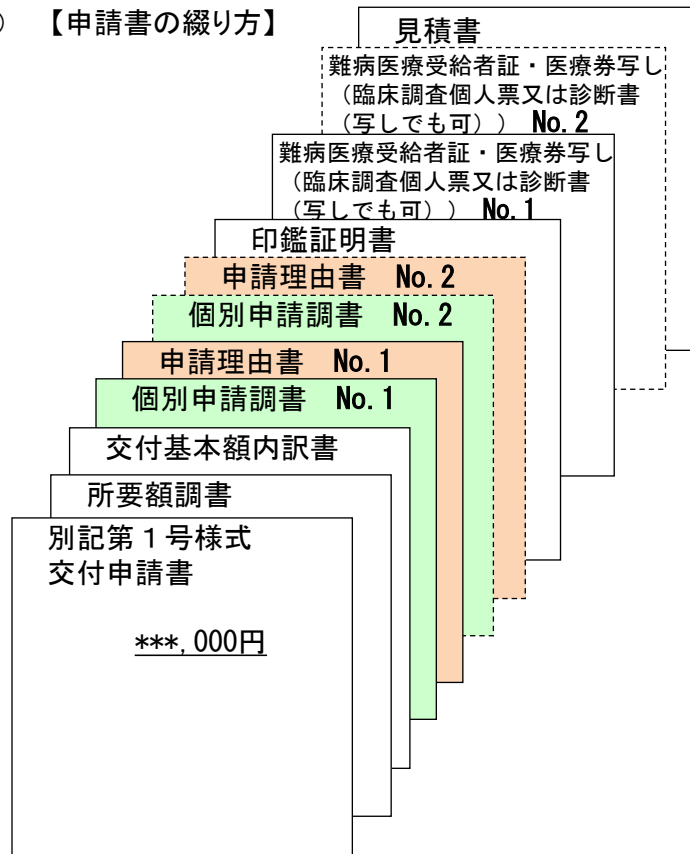 ） 【申請書の綴り方】
見積書
難病医療受給者証・医療券写し
（臨床調査個人票又は診断書
（写しでも可）） No.2
難病医療受給者証・医療券写し
（臨床調査個人票又は診断書
（写しでも可）） No.1
印鑑証明書
申請理由書 No.2
個別申請調書 No.2
申請理由書 No.1
個別申請調書 No.1
交付基本額内訳書
所要額調書
別記第１号様式
交付申請書
***,000円